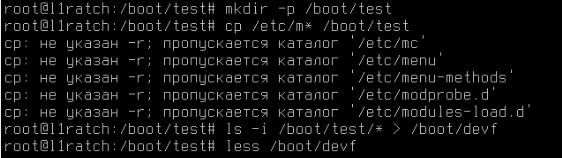 root@l1ratch:/boot/test# mkdir -p /boot/test
root@l1ratch:/boot/test# cp /etc/m* /boot/test
cp: не указан -r; пропускается каталог '/etc/mc'
cp: не указан -r; пропускается каталог '/etc/menu'
cp: не указан -r; пропускается каталог '/etc/menu-methods'
cp: не указан -r; пропускается каталог '/etc/modprobe.d'
cp: не указан -r; пропускается каталог '/etc/modules-load.d'
root@l1ratch:/boot/test# ls -i /boot/test/* > /boot/devf
root@l1ratch:/boot/test# less /boot/devf